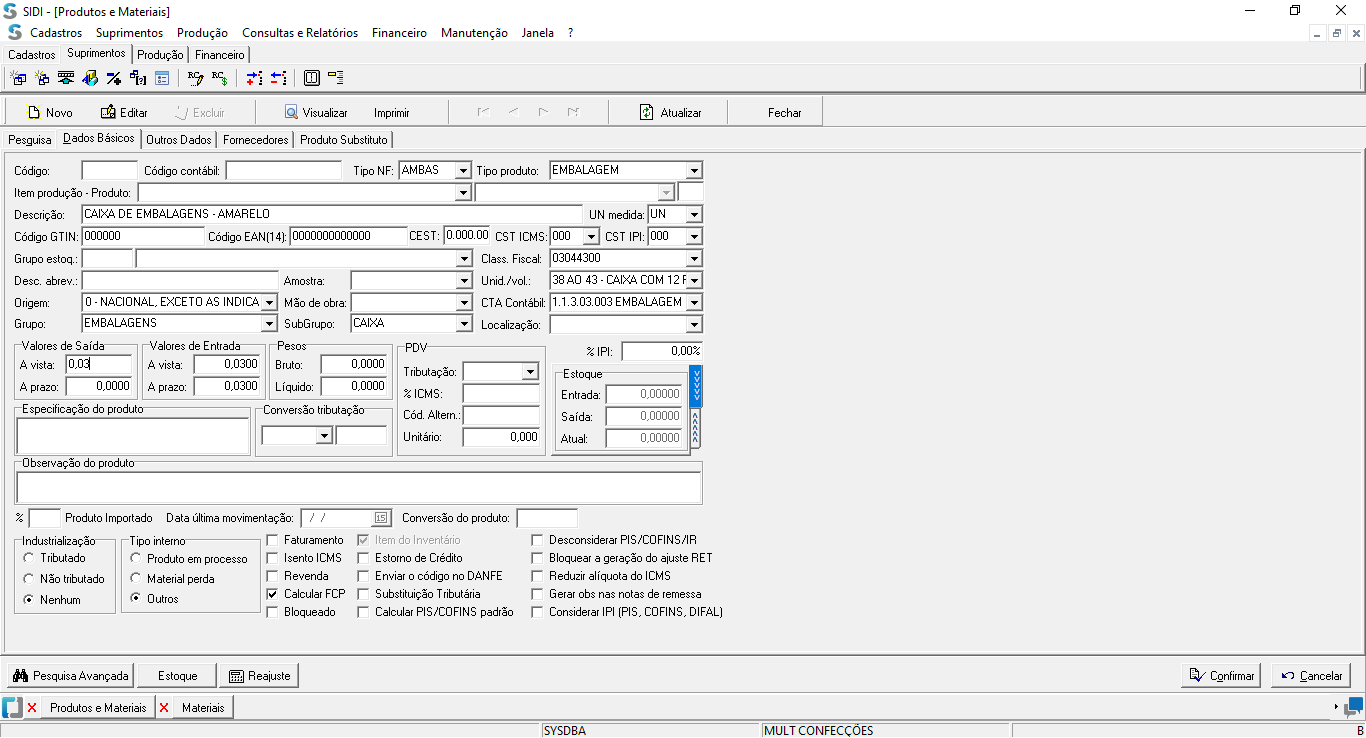 SIDI - [Produtos e Materiais]
Cadastros Suprimentos Produção Consultas e Relatórios Financeiro Manutenção Janela ?
Cadastros Suprimentos Produção Financeiro
Novo Editar Excluir Visualizar Imprimir Atualizar Fechar
Pesquisa Dados Básicos Outros Dados Fornecedores Produto Substituto
Código: Código contábil: Tipo NF: AMBAS Tipo produto: EMBALAGEM
Item produção - Produto:
Descrição: CAIXA DE EMBALAGENS - AMARELO UN medida: UN
Código GTIN: 000000 Código EAN(14): 0000000000000 CEST: 0.000.00 CST ICMS: 000 CST IPI: 000
Grupo estoq.: Class. Fiscal: 03044300
Desc. abrev.: Amostra: Unid./vol.: 38 AO 43 - CAIXA COM 12 F
Origem: 0 - NACIONAL, EXCETO AS INDICA Mão de obra: CTA Contábil: 1.1.3.03.003 EMBALAGEM
Grupo: EMBALAGENS SubGrupo: CAIXA Localização:
Valores de Saída Valores de Entrada Pesos PDV % IPI: 0,00%
A vista: 0,03 A vista: 0,0300 Bruto: 0,0000 Tributação: Estoque
A prazo: 0,0000 A prazo: 0,0300 Líquido: 0,0000 % ICMS: Entrada: 0,00000
Especificação do produto Conversão tributação Cód. Altern.: Saída: 0,00000
Unitário: 0,000 Atual: 0,00000
Observação do produto
% Produto Importado Data última movimentação: / / 15 Conversão do produto:
Industrialização Tipo interno Faturamento Item do Inventário Desconsiderar PIS/COFINS/IR
Tributado Produto em processo Isento ICMS Estorno de Crédito Bloquear a geração do ajuste RET
Não tributado Material perda Revenda Enviar o código no DANFE Reduzir alíquota do ICMS
Nenhum Outros Calcular FCP Substituição Tributária Gerar obs nas notas de remessa
Bloqueado Calcular PIS/COFINS padrão Considerar IPI (PIS, COFINS, DIFAL)
Pesquisa Avançada Estoque Reajuste Confirmar Cancelar
Produtos e Materiais Materiais
SYSDBA MULT CONFECÇÕES B